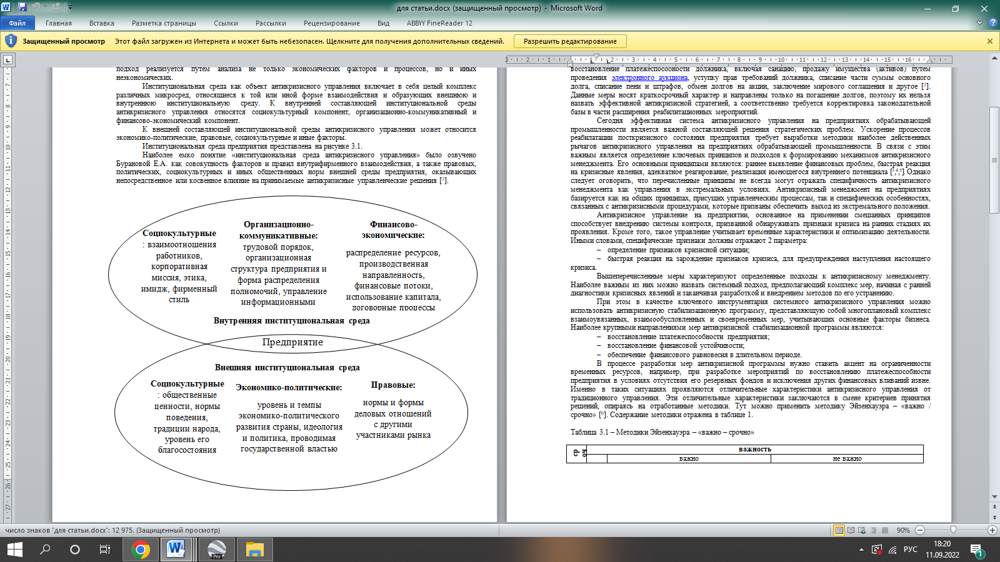 для статьи.docx (защищенный просмотр) - Microsoft Word
Файл Главная Вставка Разметка страницы Ссылки Рассылки Рецензирование Вид ABBYY FineReader 12
Защищенный просмотр Этот файл загружен из Интернета и может быть небезопасен. Щелкните для получения дополнительных сведений. Разрешить редактирование
3 2 1 1 2 3 4 5 6 7 8 9 10 11 12 13 14 15 16
подход реализуется путем анализа не только экономических факторов и процессов, но и иных
неэкономических.
Институциональная среда как объект антикризисного управления включает в себя целый комплекс
различных микросред, относящиеся к той или иной форме взаимодействия и образующих внешнюю и
внутреннюю институциональную среду. К внутренней составляющей институциональной среды
антикризисного управления относятся социокультурный компонент, организационно-коммуникативный и
финансово-экономический компонент.
К внешней составляющей институциональной среды антикризисного управления может относится
экономико-политические, правовые, социокультурные и иные факторы.
Институциональная среда предприятия представлена на рисунке 3.1.
Наиболее емко понятие «институциональная среда антикризисного управления» было озвучено
Бурановой Е.А. как совокупность факторов и правил внутрифирменного взаимодействия, а также правовых,
политических, социокультурных и иных общественных норм внешней среды предприятия, оказывающих
непосредственное или косвенное влияние на принимаемые антикризисные управленческие решения [1].
Социокультурные
: взаимоотношения
работников,
корпоративная
миссия, этика,
имидж, фирменный
стиль
Организационно-
коммуникативные:
трудовой порядок,
организационная
структура предприятия и
форма распределения
полномочий, управление
информационными
Финансово-
экономические:
распределение ресурсов,
производственная
направленность,
финансовые потоки,
использование капитала,
договорные процессы
Внутренняя институциональная среда
Предприятие
Внешняя институциональная среда
Социокультурные
: общественные
ценности, нормы
поведения,
традиции народа,
уровень его
благосостояния
Экономико-политические:
уровень и темпы
экономико-политического
развития страны, идеология
и политика, проводимая
государственной властью
Правовые:
нормы и формы
деловых отношений
с другими
участниками рынка
восстановление платежеспособности должника, включая санацию, продажу имущества (активов) путем
проведения электронного аукциона, уступку прав требований должника, списание части суммы основного
долга, списание пени и штрафов, обмен долгов на акции, заключение мирового соглашения и другое [2].
Данные меры носят краткосрочный характер и направлены только на погашение долгов, поэтому их нельзя
назвать эффективной антикризисной стратегией, а соответственно требуется корректировка законодательной
базы в части расширения реабилитационных мероприятий.
Сегодня эффективная система антикризисного управления на предприятиях обрабатывающей
промышленности является важной составляющей решения стратегических проблем. Ускорение процессов
реабилатации посткризисного состояния предприятия требует выработки методики наиболее действенных
рычагов антикризисного управления на предприятиях обрабатывающей промышленности. В связи с этим
важным является определение ключевых принципов и подходов к формированию механизмов антикризисного
менеджмента. Его основными принципами являются: раннее выявление финансовых проблем, быстрая реакция
на кризисные явления, адекватное реагирование, реализация имеющегося внутреннего потенциала [3,4,5]. Однако
следует оговорить, что перечисленные принципы не всегда могут отражать специфичность антикризисного
менеджмента как управления в экстремальных условиях. Антикризисный менеджмент на предприятиях
базируется как на общих принципах, присущих управленческим процессам, так и специфических особенностях,
связанных с антикризисными процедурами, которые призваны обеспечить выход из экстремального положения.
Антикризисное управление на предприятии, основанное на применении смешанных принципов
способствует внедрению системы контроля, призванной обнаруживать признаки кризиса на ранних стадиях их
проявления. Кроме того, такое управление учитывает временные характеристики и оптимизацию деятельности.
Иными словами, специфические признаки должны отражают 2 параметра:
– определение признаков кризисной ситуации;
– быстрая реакция на зарождение признаков кризиса, для предупреждения наступления настоящего
кризиса.
Вышеперечисленные меры характеризуют определенные подходы к антикризисному менеджменту.
Наиболее важным из них можно назвать системный подход, предполагающий комплекс мер, начиная с ранней
диагностики кризисных явлений и заканчивая разработкой и внедрением методов по его устранению.
При этом в качестве ключевого инструментария системного антикризисного управления можно
использовать антикризисную стабилизационную программу, представляющую собой многоплановый комплекс
взаимоувязанных, взаимообусловленных и своевременных мер, учитывающих основные факторы бизнеса.
Наиболее крупными направлениями мер антикризисной стабилизационной программы являются:
– восстановление платежеспособности предприятия;
– восстановление финансовой устойчивости;
– обеспечение финансового равновесия в длительном периоде.
В процессе разработки мер антикризисной программы нужно ставить акцент на ограниченности
временных ресурсов, например, при разработке мероприятий по восстановлению платежеспособности
предприятия в условиях отсутствия его резервных фондов и исключения других финансовых вливаний извне.
Именно в таких ситуациях проявляются отличительные характеристики антикризисного управления от
традиционного управления. Эти отличительные характеристики заключаются в смене критериев принятия
решений, опираясь на отработанные методики. Тут можно применить методику Эйзенхауэра – «важно /
срочно» [6]. Содержание методики отражена в таблице 1.
Таблица 3.1 – Методики Эйзенхауэра – «важно – срочно»
ср
оч
важность
важно не важно
число знаков "для статьи.docx": 12 975. (Защищенный просмотр) 90%
Pro
РУС
18:20
11.09.2022
1